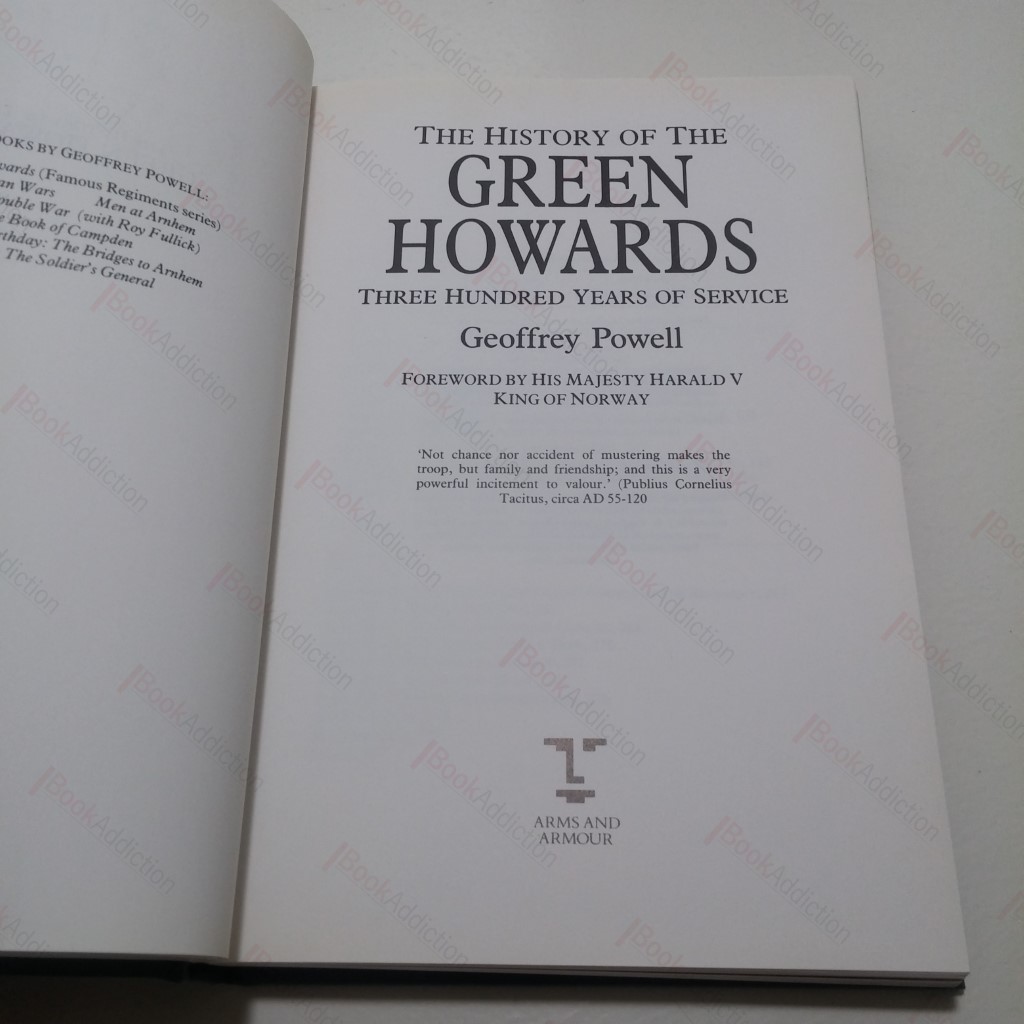 OOKS BY GEOFFREY POWELL:
wards (Famous Regiments series)
an Wars Men at Arnhem
ouble War (with Roy Fullick)
e Book of Campden
rthday: The Bridges to Arnhem
The Soldier's General
THE HISTORY OF THE
GREEN
HOWARDS
THREE HUNDRED YEARS OF SERVICE
Geoffrey Powell
FOREWORD BY HIS MAJESTY HARALD V
KING OF NORWAY
'Not chance nor accident of mustering makes the
troop, but family and friendship; and this is a very
powerful incitement to valour.' (Publius Cornelius
Tacitus, circa AD 55-120
ARMS AND
ARMOUR
BookAddiction